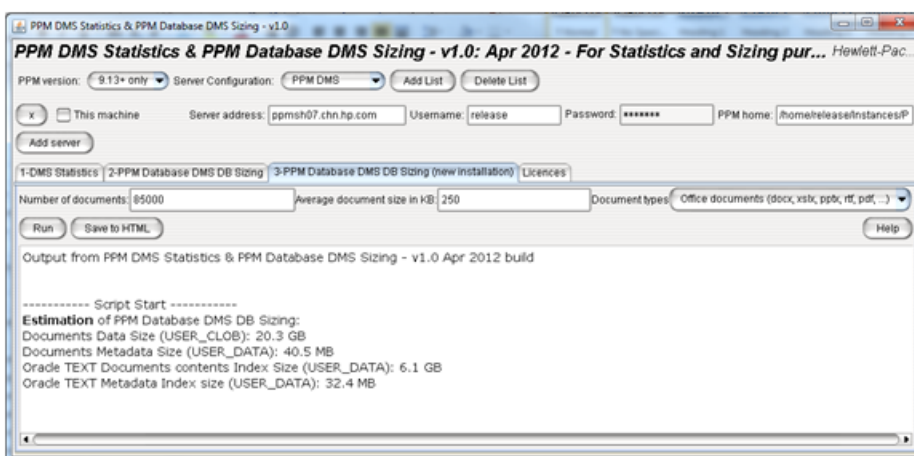 PPM DMS Statistics & PPM Database DMS Sizing - v1.0
PPM DMS Statistics & PPM Database DMS Sizing - v1.0: Apr 2012 - For Statistics and Sizing pur... Hewlett-Pac...
PPM version: 9.13+ only Server Configuration: PPM DMS Add List Delete List
x This machine Server address: ppmsh07.chn.hp.com Username: release Password: ******* PPM home: /home/release/instances/P
Add server
1-DMS Statistics 2-PPM Database DMS DB Sizing 3-PPM Database DMS DB Sizing (new installation) Licences
Number of documents: 85000 Average document size in KB: 250 Document types Office documents (docx, xslx, pptx, rtf, pdf, ...)
Run Save to HTML Help
Output from PPM DMS Statistics & PPM Database DMS Sizing - v1.0 Apr 2012 build
----------- Script Start -----------
Estimation of PPM Database DMS DB Sizing:
Documents Data Size (USER_CLOB): 20.3 GB
Documents Metadata Size (USER_DATA): 40.5 MB
Oracle TEXT Documents contents Index Size (USER_DATA): 6.1 GB
Oracle TEXT Metadata Index size (USER_DATA): 32.4 MB